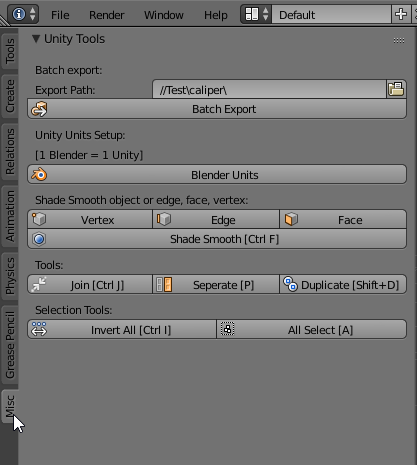 File Render Window Help Default
Unity Tools
Tools
Create
Relations
Animation
Physics
Grease Pencil
Misc
Batch export:
Export Path: //Test\caliper\
Batch Export
Unity Units Setup:
[1 Blender = 1 Unity]
Blender Units
Shade Smooth object or edge, face, vertex:
Vertex Edge Face
Shade Smooth [Ctrl F]
Tools:
Join [Ctrl J] Seperate [P] Duplicate [Shift+D]
Selection Tools:
Invert All [Ctrl I] All Select [A]